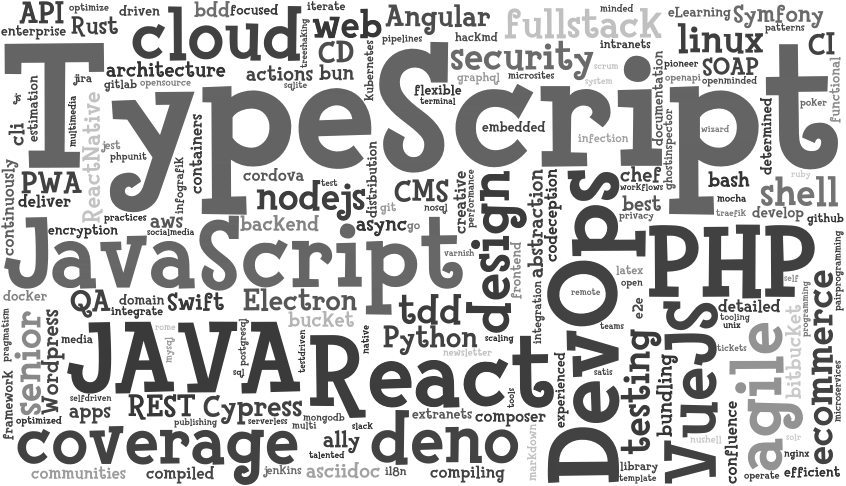 API
optimize
driven
bdd
focused
iterate
web
Angular
fullstack
minded
eLearning
Symfony
enterprise
Rust
cloud
treeshaking
CD
pipelines
hackmd
intranets
linux
patterns
CI
TypeScript
architecture
actions
bun
kubernetes
security
graphql
microsites
scrum
system
documentation
pioneer
SOAP
openapi
openminded
functional
jira
gitlab
opensource
sqlite
flexible
terminal
estimation
multimedia
cli
ReactNative
jest
phpunit
infografik
containers
cordova
test
distribution
embedded
infection
ghostinspector
wizard
determined
poker
ruby
continuously
PWA
deliver
practices
aws
socialmedia
nodejs
git
CMS
nosql
creative
performance
design
abstraction
codeception
DevOps
chef
workflows
best
privacy
bash
mocha
traefik
shell
develop
github
encryption
JavaScript
backend
async
go
varnish
frontend
integration
remote
latex
open
e2e
teams
PHP
self
pairprogramming
programming
docker
QA
domain
integrate
Swift
Electron
bucket
tdd
Python
scaling
newsletter
detailed
tooling
unix
tickets
VueJS
agile
bitbucket
ecommerce
microservices
pragmatism
senior
Wordpress
media
JAVA
rome
mysql
postgresql
sql
testdriven
React
native
tools
experienced
satis
testing
bundling
framework
optimized
selfdriven
apps
REST
Cypress
publishing
serverless
mongodb
multi
slack
extranets
composer
coverage
ally
talented
deno
markdown
library
template
nushell
confluence
solr
nginx
operate
efficient
communities
compiled
jenkins
asciidoc
i18n
compiling